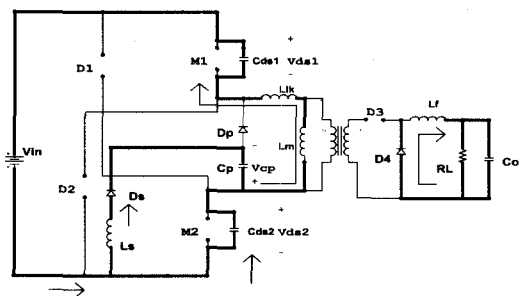 +
M1
Cds1 Vds1
-
D1
Llk
D3
Lf
Dp
Lm
D4
RL
Co
Vin
+
-
Cp
Vcp
+
D2
Ds
+
M2
Cds2 Vds2
Ls
-